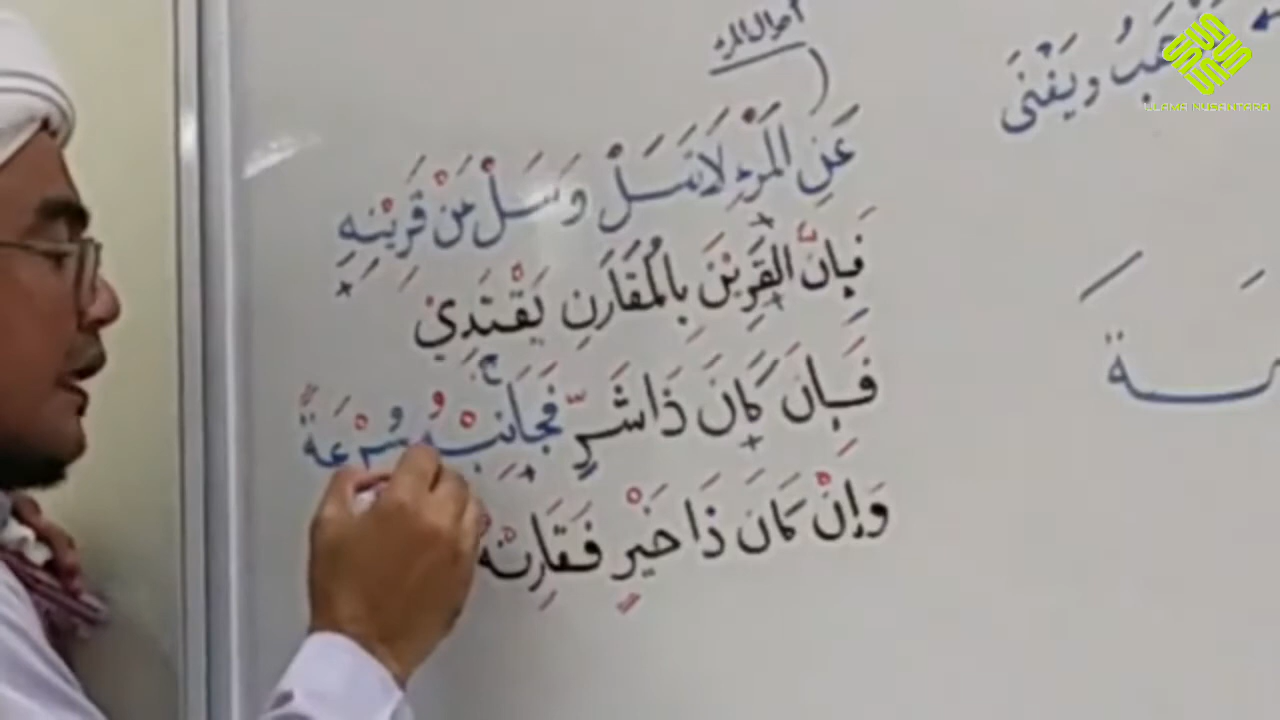 عَنِ الْمَرْءِ لَا تَسَلْ وَسَلْ عَنْ قَرِيْنِهِ
فَإِنَّ الْقَرِيْنَ بِالْمُقَارَنِ يَقْتَدِيْ
فَإِن كَانَ ذَا شَرٍّ فَجَانِبْهُ سُرْعَةً
وَإِنْ كَانَ ذَا خَيْرٍ فَقَارِنْهُ
وَيَفْنَى
ULAMA NUSANTARA